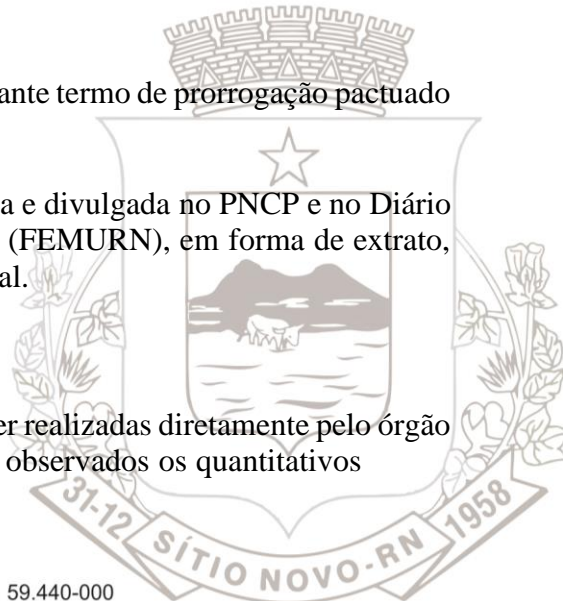 ante termo de prorrogação pactuado
a e divulgada no PNCP e no Diário
(FEMURN), em forma de extrato,
al.
er realizadas diretamente pelo órgão
observados os quantitativos
31-12 SÍTIO NOVO-RN 1958
59.440-000